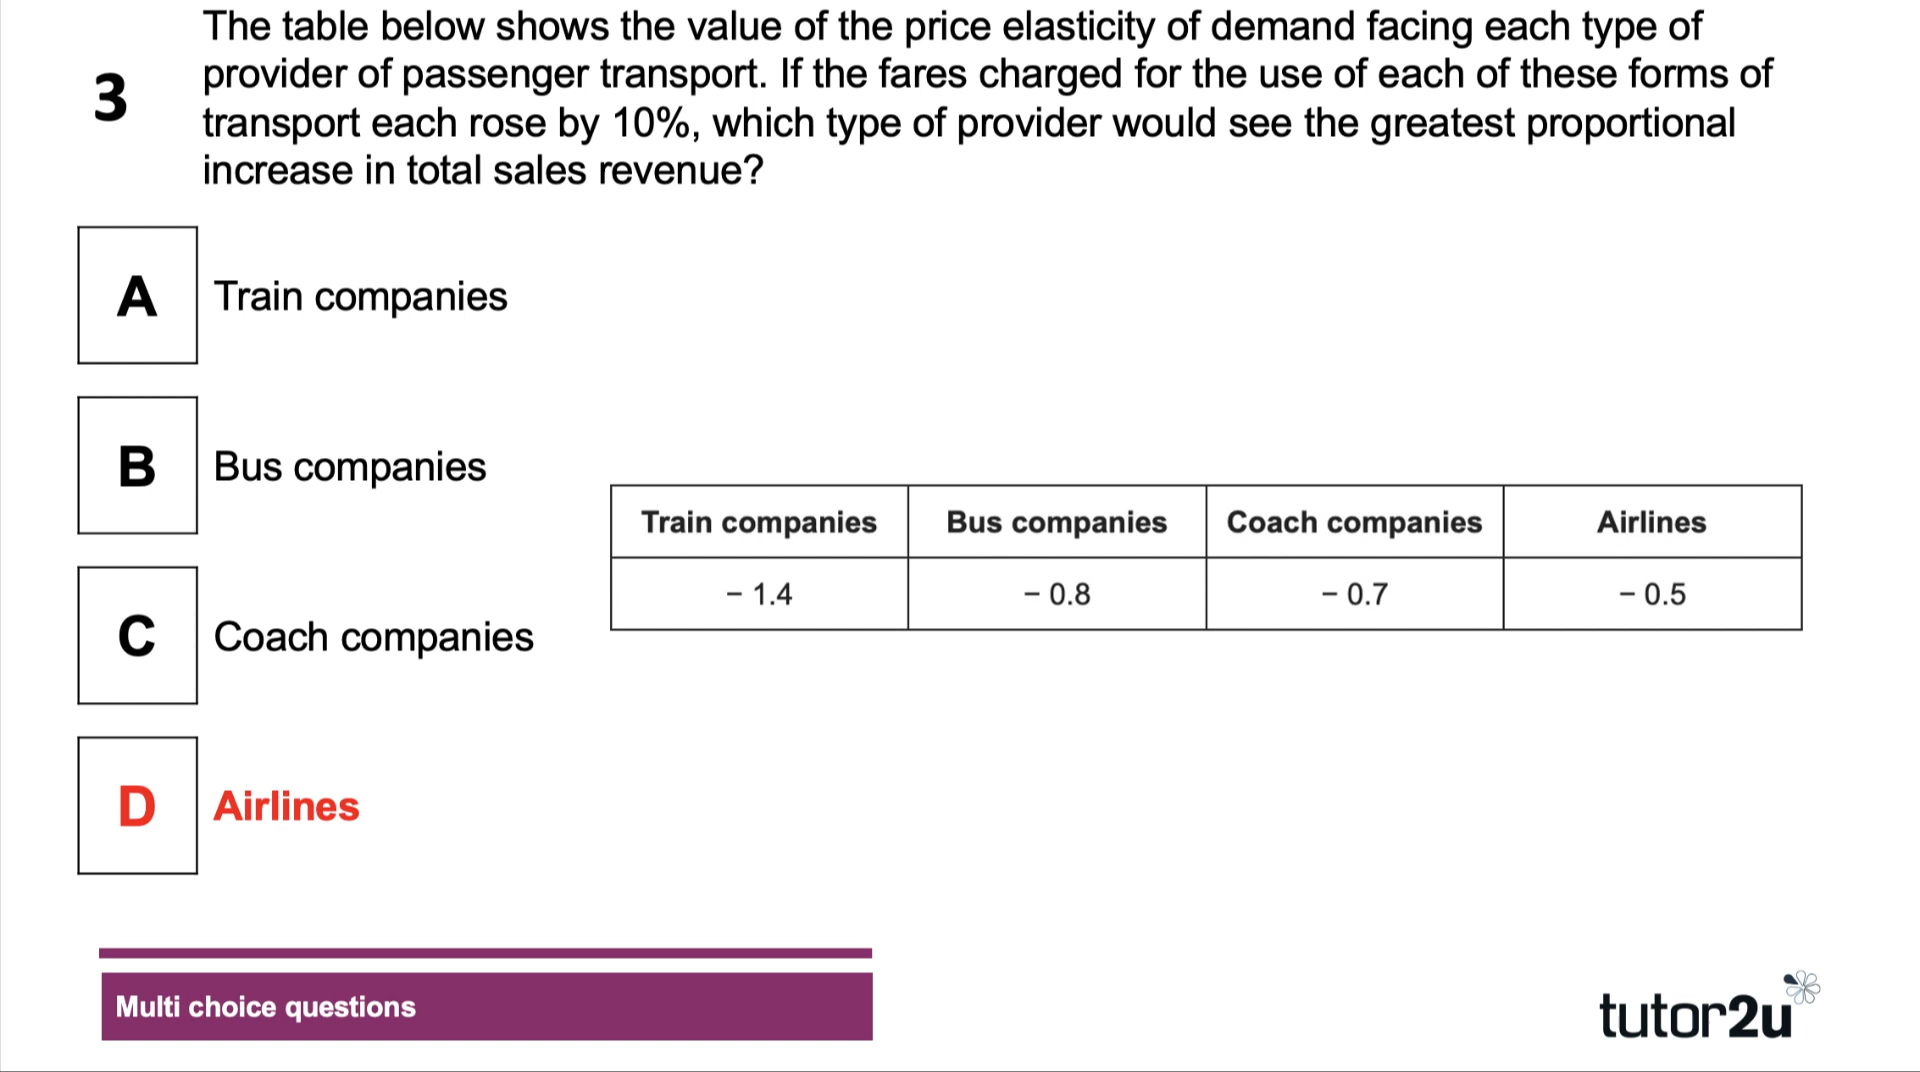 The table below shows the value of the price elasticity of demand facing each type of
3
provider of passenger transport. If the fares charged for the use of each of these forms of
transport each rose by 10%, which type of provider would see the greatest proportional
increase in total sales revenue?
A Train companies
B Bus companies
Train companies Bus companies Coach companies Airlines
– 1.4 – 0.8 – 0.7 – 0.5
C Coach companies
D Airlines
Multi choice questions
tutor2u